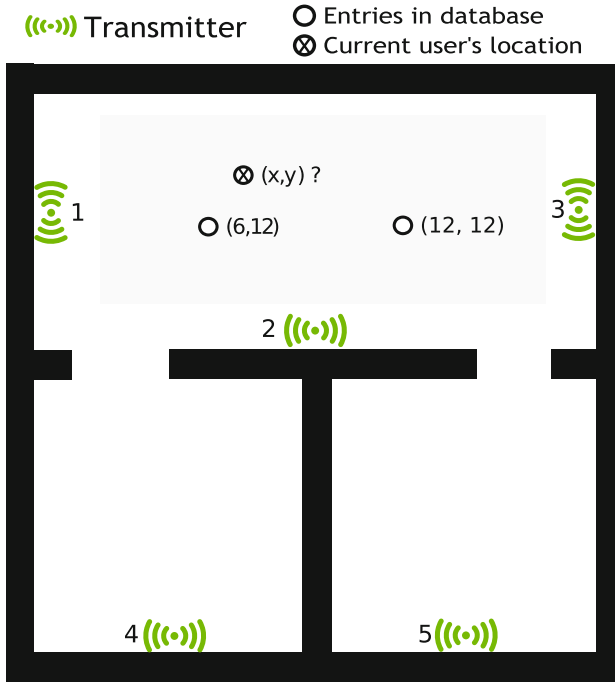 Transmitter
Entries in database
Current user's location
(x,y) ?
1
3
(6,12)
(12, 12)
2
4
5